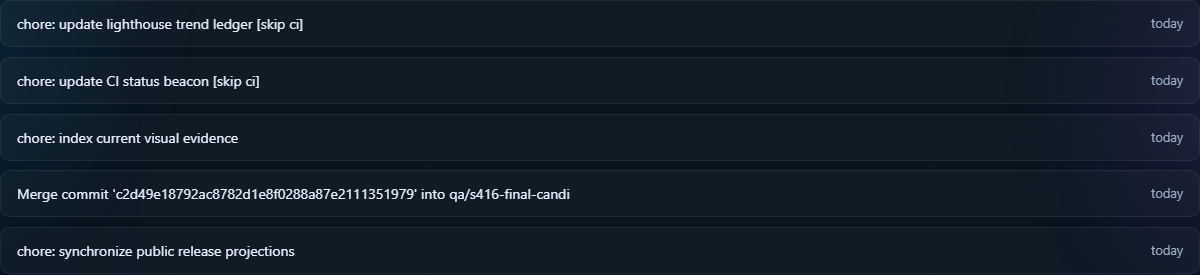 chore: update lighthouse trend ledger [skip ci] today
chore: update CI status beacon [skip ci] today
chore: index current visual evidence today
Merge commit 'c2d49e18792ac8782d1e8f0288a87e2111351979' into qa/s416-final-candi today
chore: synchronize public release projections today